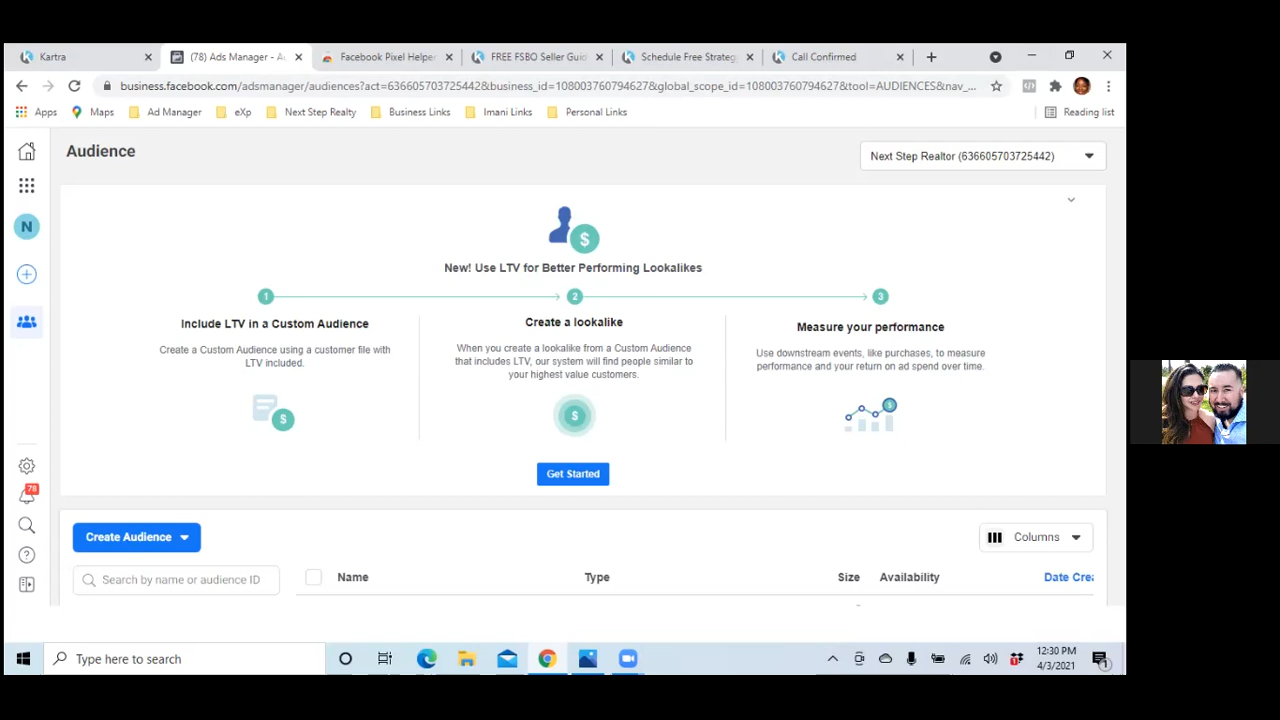 Kartra
(78) Ads Manager - Au
Facebook Pixel Helper
FREE FSBO Seller Guid
Schedule Free Strateg
Call Confirmed
business.facebook.com/adsmanager/audiences?act=636605703725442&business_id=108003760794627&global_scope_id=108003760794627&tool=AUDIENCES&nav_...
Apps
Maps
Ad Manager
eXp
Next Step Realty
Business Links
Imani Links
Personal Links
Reading list
Audience
Next Step Realtor (636605703725442)
N
$
New! Use LTV for Better Performing Lookalikes
1
2
3
Include LTV in a Custom Audience
Create a Custom Audience using a customer file with
LTV included.
$
Create a lookalike
When you create a lookalike from a Custom Audience
that includes LTV, our system will find people similar to
your highest value customers.
$
Measure your performance
Use downstream events, like purchases, to measure
performance and your return on ad spend over time.
$
Get Started
78
Create Audience
Columns
Search by name or audience ID
Name
Type
Size
Availability
Date Crea
Type here to search
12:30 PM
4/3/2021
1